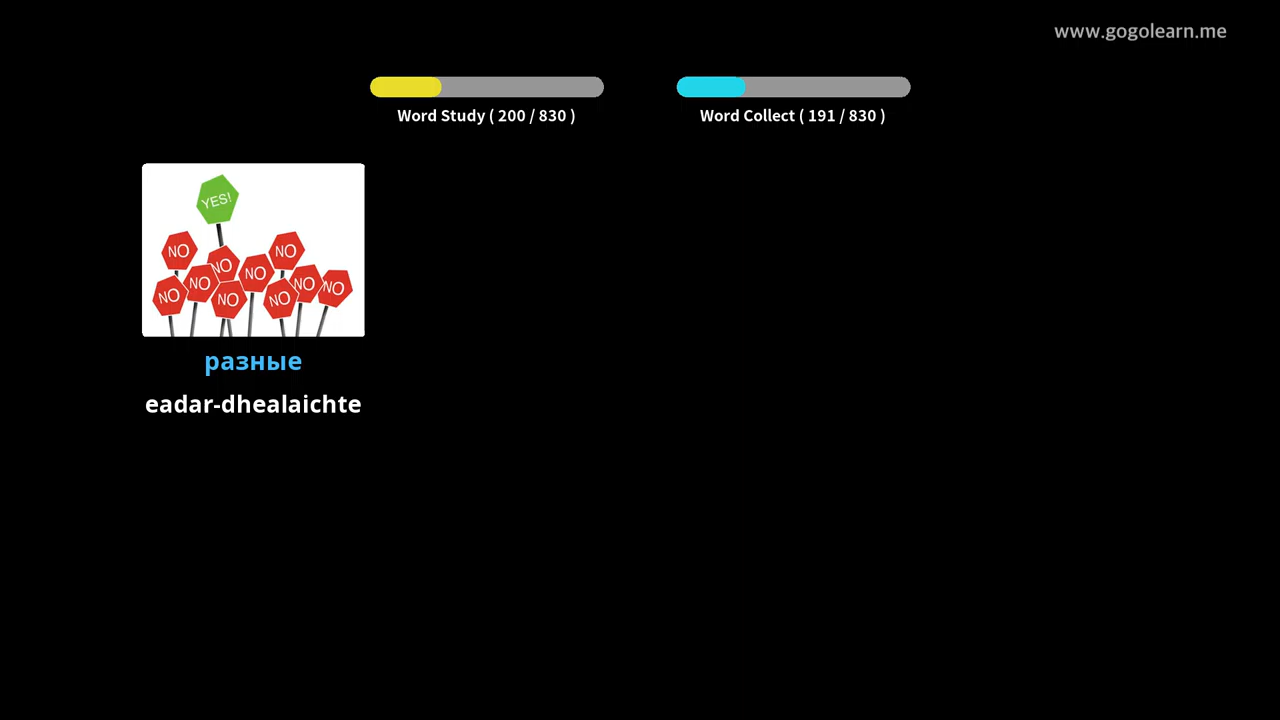 www.gogolearn.me
Word Study ( 200 / 830 )
Word Collect ( 191 / 830 )
YES!
NO
NO
NO
NO
NO
NO
NO
NO
NO
NO
разные
eadar-dhealaichte